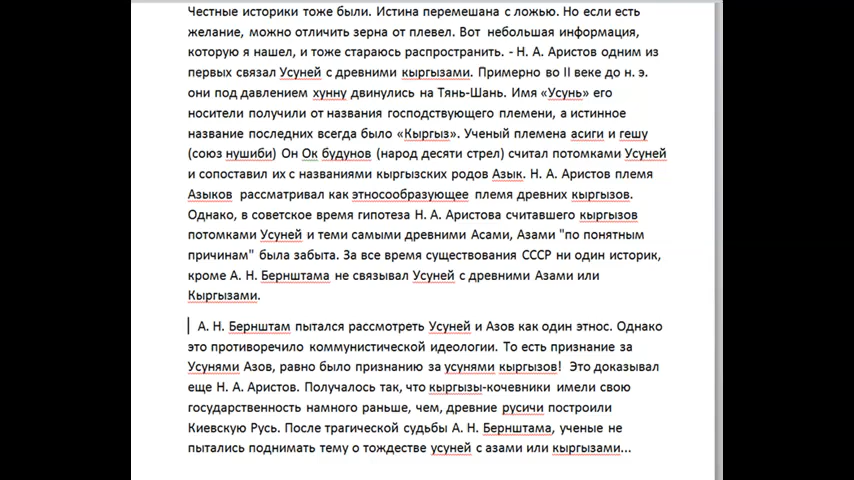 Честные историки тоже были. Истина перемешана с ложью. Но если есть
желание, можно отличить зерна от плевел. Вот небольшая информация,
которую я нашел, и тоже стараюсь распространить. - Н. А. Аристов одним из
первых связал Усуней с древними кыргызами. Примерно во II веке до н. э.
они под давлением хунну двинулись на Тянь-Шань. Имя «Усунь» его
носители получили от названия господствующего племени, а истинное
название последних всегда было «Кыргыз». Ученый племена асиги и гешу
(союз нушиби) Он Ок будунов (народ десяти стрел) считал потомками Усуней
и сопоставил их с названиями кыргызских родов Азык. Н. А. Аристов племя
Азыков рассматривал как этносообразующее племя древних кыргызов.
Однако, в советское время гипотеза Н. А. Аристова считавшего кыргызов
потомками Усуней и теми самыми древними Асами, Азами "по понятным
причинам" была забыта. За все время существования СССР ни один историк,
кроме А. Н. Бернштама не связывал Усуней с древними Азами или
Кыргызами.
А. Н. Бернштам пытался рассмотреть Усуней и Азов как один этнос. Однако
это противоречило коммунистической идеологии. То есть признание за
Усунями Азов, равно было признанию за усунями кыргызов! Это доказывал
еще Н. А. Аристов. Получалось так, что кыргызы-кочевники имели свою
государственность намного раньше, чем, древние русичи построили
Киевскую Русь. После трагической судьбы А. Н. Бернштама, ученые не
пытались поднимать тему о тождестве усуней с азами или кыргызами...